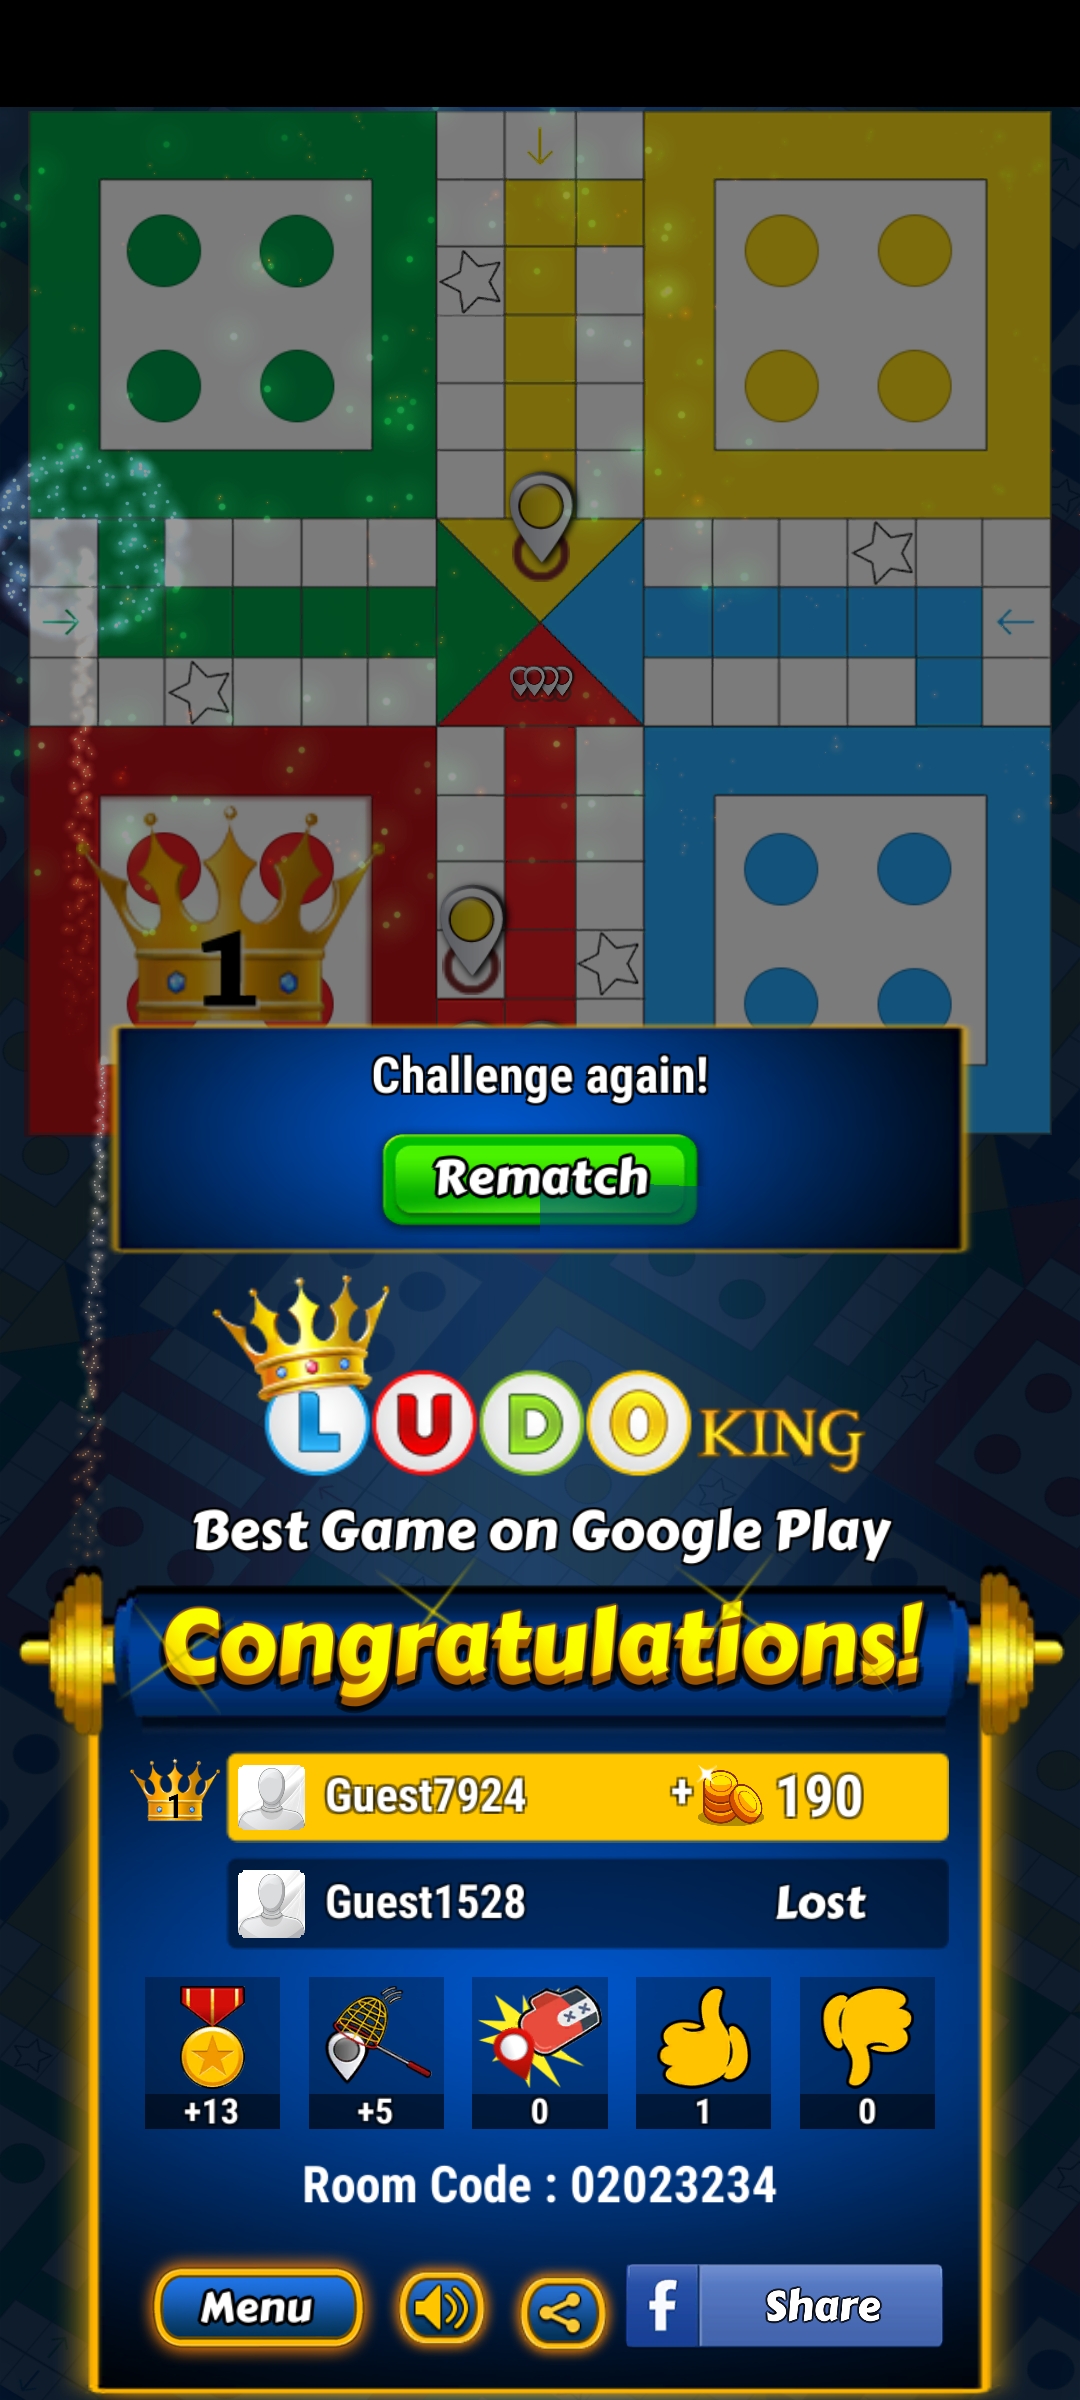 1
Challenge again!
Rematch
LUDO KING
Best Game on Google Play
Congratulations!
1 Guest7924 + 190
Guest1528 Lost
+13 +5 0 1 0
Room Code : 02023234
Menu f Share